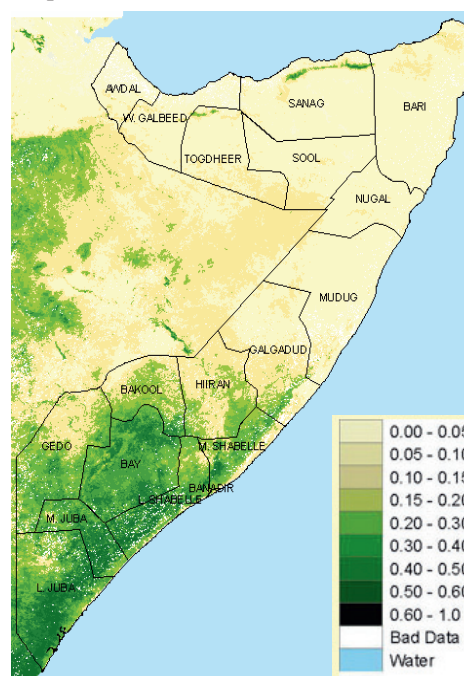 AWDAL
SANAG
BARI
W. GALBEED
TOGDHEER
SOOL
NUGAL
MUDUG
GALGADUD
BAKOOL
HIIRAN
GEDO
M. SHABELLE
BAY
BANADIR
L. SHABELLE
M. JUBA
L. JUBA
0.00 - 0.05
0.05 - 0.10
0.10 - 0.15
0.15 - 0.20
0.20 - 0.30
0.30 - 0.40
0.40 - 0.50
0.50 - 0.60
0.60 - 1.0
Bad Data
Water